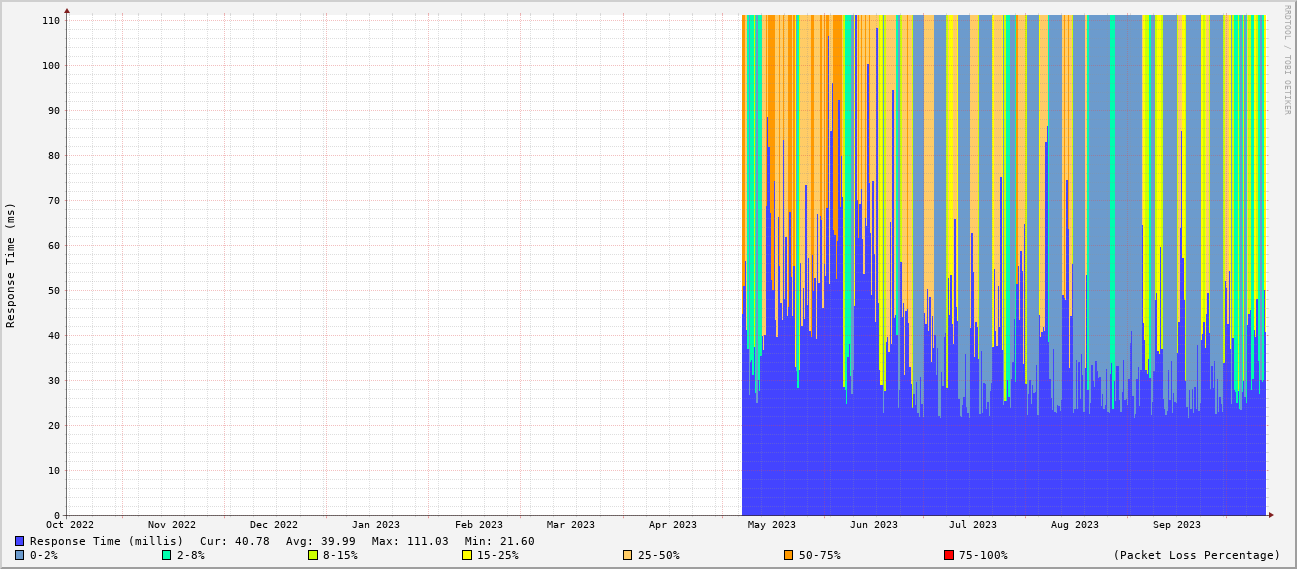 RRDTOOL / TOBI OETIKER
Response Time (ms)
110
100
90
80
70
60
50
40
30
20
10
0
Oct 2022 Nov 2022 Dec 2022 Jan 2023 Feb 2023 Mar 2023 Apr 2023 May 2023 Jun 2023 Jul 2023 Aug 2023 Sep 2023
Response Time (millis) Cur: 40.78 Avg: 39.99 Max: 111.03 Min: 21.60
0-2% 2-8% 8-15% 15-25% 25-50% 50-75% 75-100% (Packet Loss Percentage)